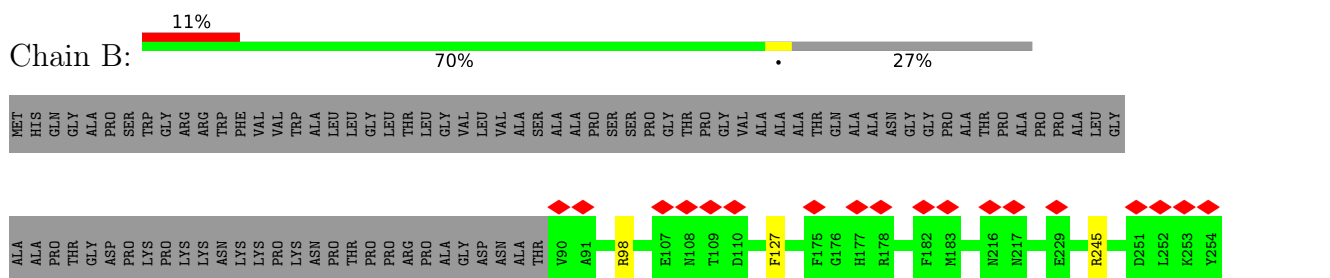 Chain B:
11%
70%
•
27%
MET HIS GLN GLY ALA PRO SER TRP GLY ARG ARG TRP PHE VAL VAL TRP ALA LEU LEU GLY LEU THR LEU GLY VAL LEU VAL ALA SER ALA ALA PRO SER SER PRO GLY THR PRO GLY VAL ALA ALA ALA THR GLN ALA ALA ASN GLY GLY PRO ALA THR PRO ALA PRO PRO ALA LEU GLY
ALA ALA PRO THR GLY ASP PRO LYS PRO LYS LYS ASN LYS LYS PRO LYS ASN PRO THR PRO PRO ARG PRO ALA GLY ASP ASN ALA THR V90 A91 R98 E107 N108 T109 D110 F127 F175 G176 H177 R178 F182 M183 N216 N217 E229 R245 D251 L252 K253 Y254